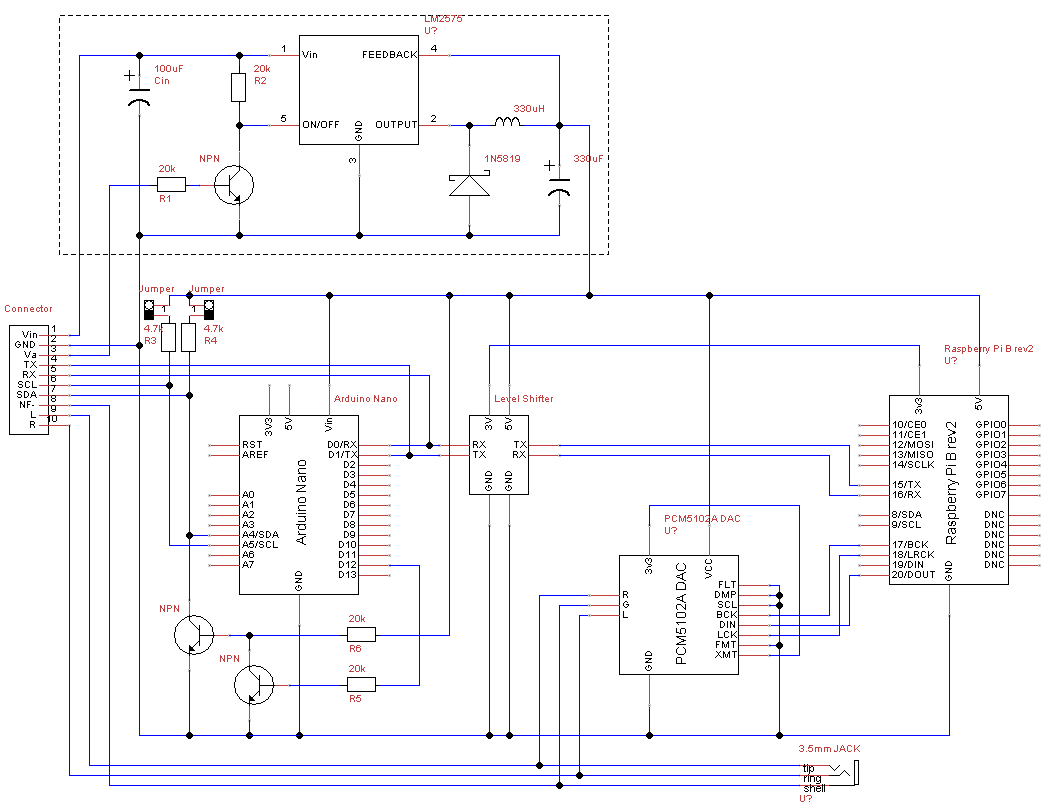 LM2575
U?
100uF
Cin
20k
R2
1 Vin FEEDBACK 4
5 ON/OFF GND OUTPUT 2
3
330uH
1N5819
330uF
NPN
20k
R1
Jumper Jumper
1 1
4.7k 4.7k
R3 R4
Connector
Vin 1
GND 2
Va 3
TX 4
RX 5
SCL 6
SDA 7
NF- 8
L 9
R 10
Arduino Nano
3V3 5V Vin
RST D0/RX
AREF D1/TX
D2
D3
D4
A0 D5
A1 D6
A2 D7
A3 D8
A4/SDA D9
A5/SCL D10
A6 D11
A7 D12
D13
GND
Arduino Nano
Level Shifter
3V 5V
RX TX
TX RX
GND GND
Raspberry Pi B rev2
U?
3v3 5V
10/CE0 GPIO0
11/CE1 GPIO1
12/MOSI GPIO2
13/MISO GPIO3
14/SCLK GPIO4
GPIO5
15/TX GPIO6
16/RX GPIO7
8/SDA DNC
9/SCL DNC
DNC
17/BCK DNC
18/LRCK DNC
19/DIN DNC
20/DOUT
GND
Raspberry Pi B rev2
PCM5102A DAC
U?
3v3 VCC
FLT
R DMP
G SCL
L BCK
DIN
LCK
FMT
XMT
GND
PCM5102A DAC
NPN
20k
R6
NPN
20k
R5
3.5mm JACK
tip
ring
shell
U?